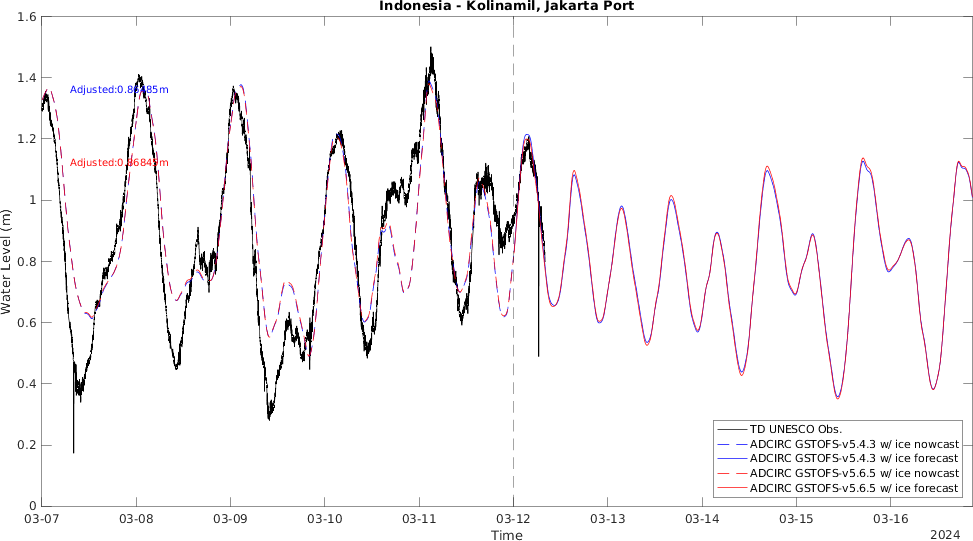 Indonesia - Kolinamil, Jakarta Port
1.6
1.4
1.2
1
0.8
0.6
0.4
0.2
0
Water Level (m)
Adjusted:0.86485m
Adjusted:0.86849m
TD UNESCO Obs.
ADCIRC GSTOFS-v5.4.3 w/ ice nowcast
ADCIRC GSTOFS-v5.4.3 w/ ice forecast
ADCIRC GSTOFS-v5.6.5 w/ ice nowcast
ADCIRC GSTOFS-v5.6.5 w/ ice forecast
03-07 03-08 03-09 03-10 03-11 03-12 03-13 03-14 03-15 03-16
Time
2024